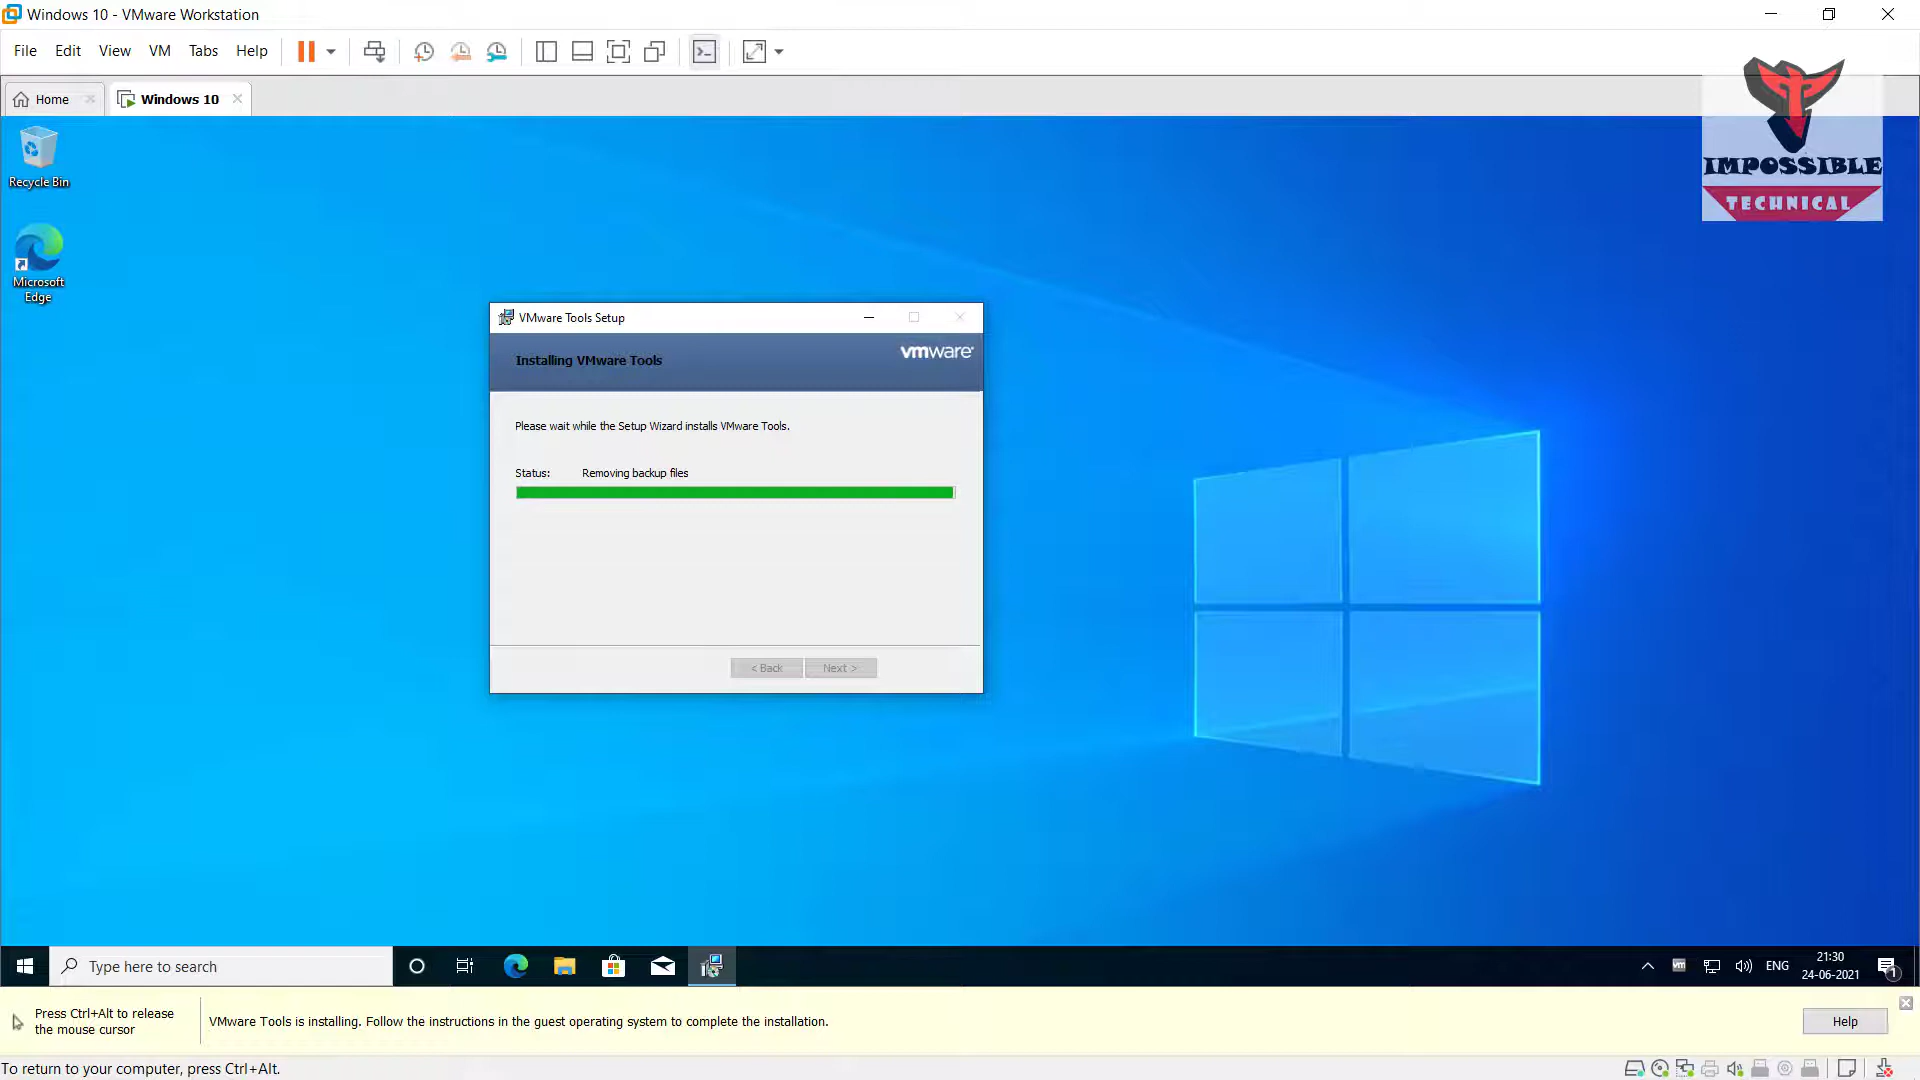 Windows 10 - VMware Workstation
File Edit View VM Tabs Help
Home
Windows 10
IMPOSSIBLE
TECHNICAL
Recycle Bin
Microsoft
Edge
VMware Tools Setup
Installing VMware Tools
vmware
Please wait while the Setup Wizard installs VMware Tools.
Status: Removing backup files
< Back
Next >
Type here to search
vm
ENG
21:30
24-06-2021
1
Press Ctrl+Alt to release
the mouse cursor
VMware Tools is installing. Follow the instructions in the guest operating system to complete the installation.
Help
To return to your computer, press Ctrl+Alt.